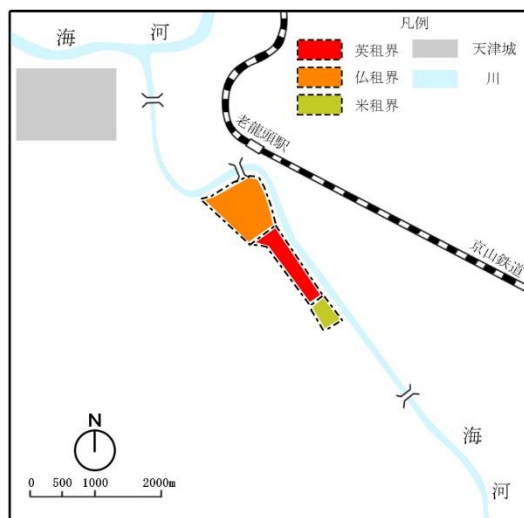 海 河
凡例
英租界
天津城
仏租界
川
米租界
老龍頭駅
京山鉄道
海
河
N
0 500 1000 2000m